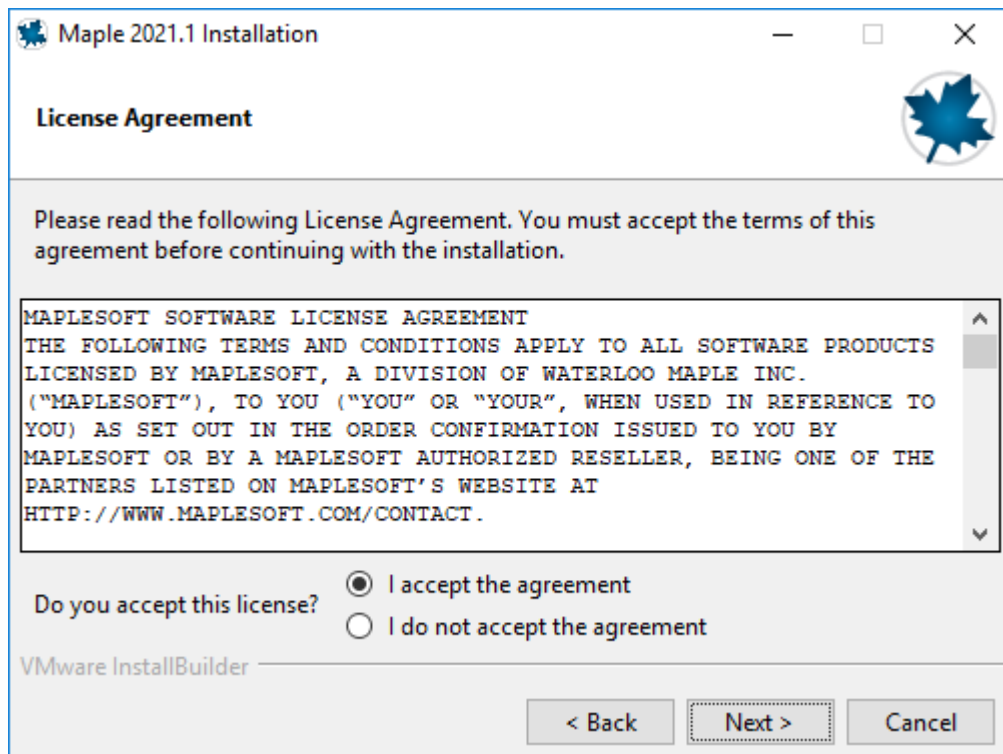 Maple 2021.1 Installation
License Agreement
Please read the following License Agreement. You must accept the terms of this
agreement before continuing with the installation.
MAPLESOFT SOFTWARE LICENSE AGREEMENT
THE FOLLOWING TERMS AND CONDITIONS APPLY TO ALL SOFTWARE PRODUCTS
LICENSED BY MAPLESOFT, A DIVISION OF WATERLOO MAPLE INC.
(“MAPLESOFT”), TO YOU (“YOU” OR “YOUR”, WHEN USED IN REFERENCE TO
YOU) AS SET OUT IN THE ORDER CONFIRMATION ISSUED TO YOU BY
MAPLESOFT OR BY A MAPLESOFT AUTHORIZED RESELLER, BEING ONE OF THE
PARTNERS LISTED ON MAPLESOFT’S WEBSITE AT
HTTP://WWW.MAPLESOFT.COM/CONTACT.
Do you accept this license?
I accept the agreement
I do not accept the agreement
VMware InstallBuilder
< Back
Next >
Cancel